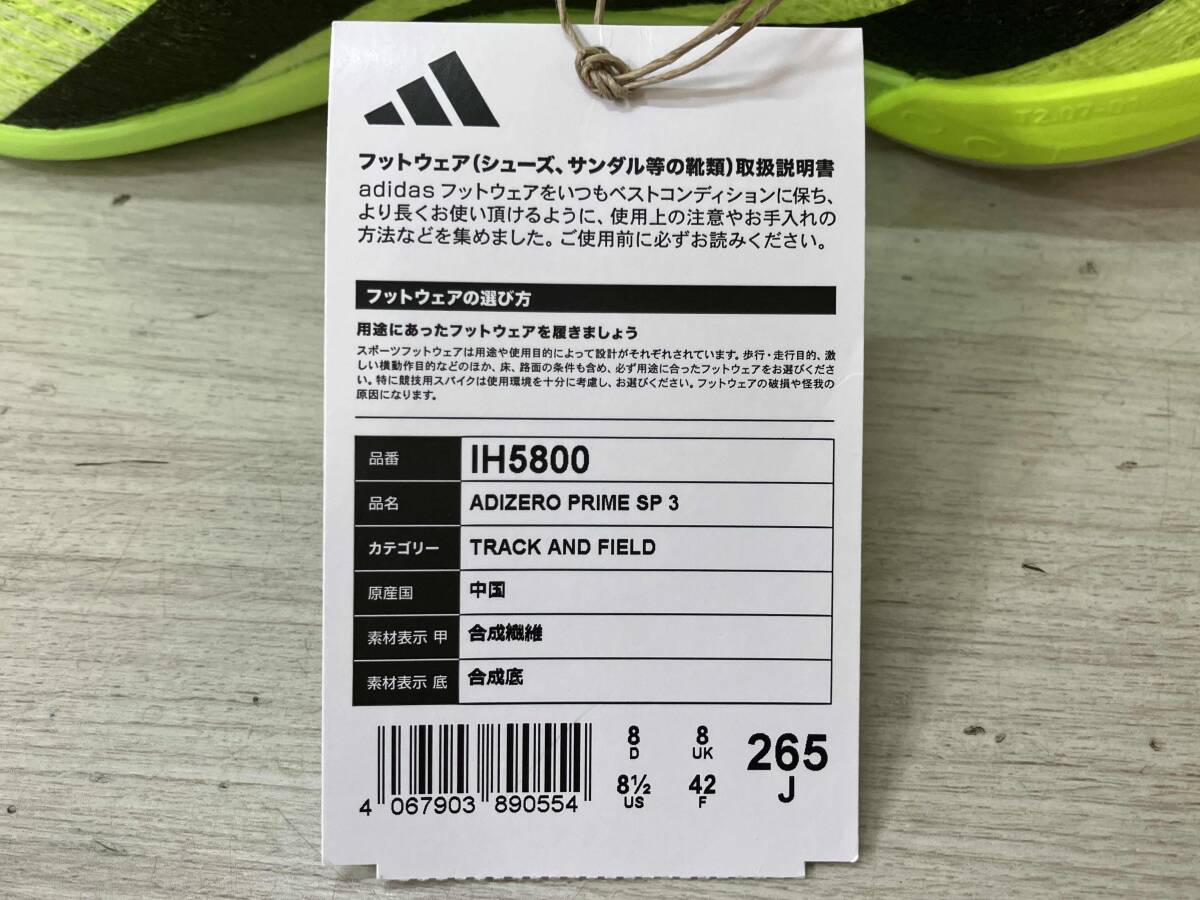 フットウェア(シューズ、サンダル等の靴類)取扱説明書
adidas フットウェアをいつもベストコンディションに保ち、
より長くお使い頂けるように、使用上の注意やお手入れの
方法などを集めました。ご使用前に必ずお読みください。
フットウェアの選び方
用途にあったフットウェアを履きましょう
スポーツフットウェアは用途や使用目的によって設計がそれぞれされています。歩行・走行目的、激
しい横動作目的などのほか、床、路面の条件も含め、必ず用途に合ったフットウェアをお選びくださ
い。特に競技用スパイクは使用環境を十分に考慮し、お選びください。フットウェアの破損や怪我の
原因になります。
品番 IH5800
品名 ADIZERO PRIME SP 3
カテゴリー TRACK AND FIELD
原産国 中国
素材表示 甲 合成繊維
素材表示 底 合成底
8 D 8 UK 265 J
8½ US 42 F
4 067903 890554